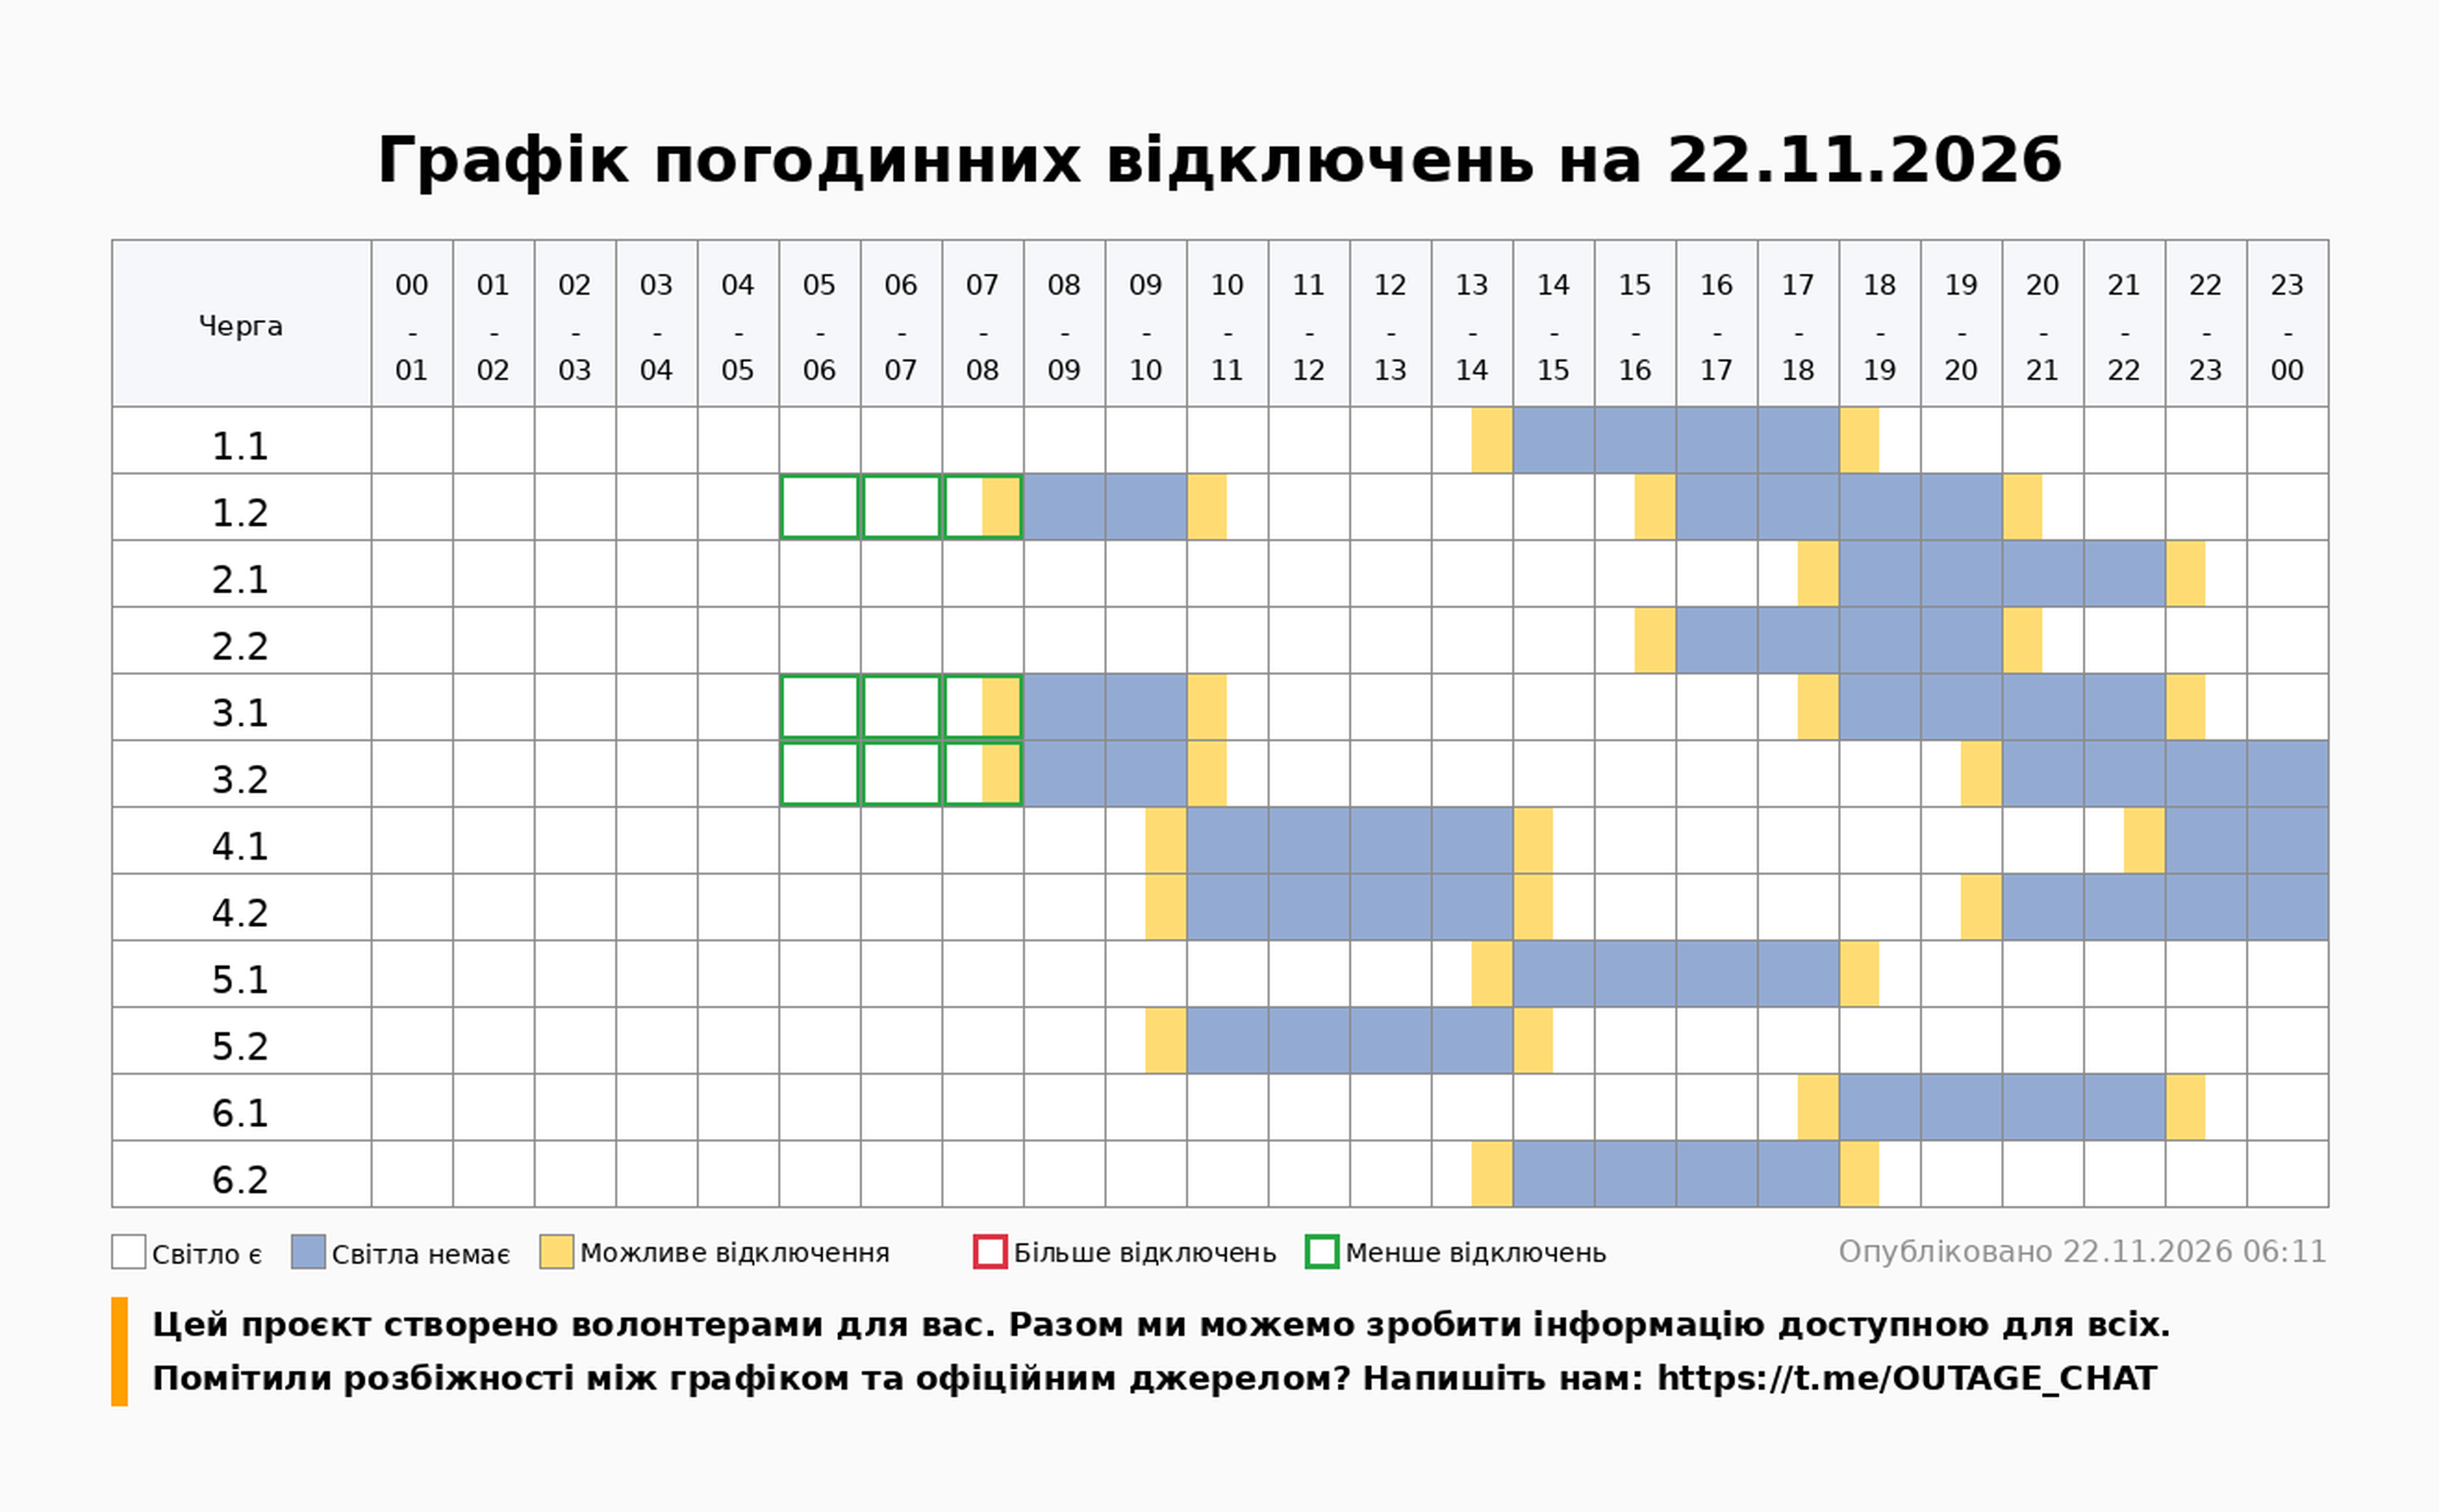 Графік погодинних відключень на 22.11.2026
Черга
00 - 01
01 - 02
02 - 03
03 - 04
04 - 05
05 - 06
06 - 07
07 - 08
08 - 09
09 - 10
10 - 11
11 - 12
12 - 13
13 - 14
14 - 15
15 - 16
16 - 17
17 - 18
18 - 19
19 - 20
20 - 21
21 - 22
22 - 23
23 - 00
1.1
1.2
2.1
2.2
3.1
3.2
4.1
4.2
5.1
5.2
6.1
6.2
Світло є
Світла немає
Можливе відключення
Більше відключень
Менше відключень
Опубліковано 22.11.2026 06:11
Цей проєкт створено волонтерами для вас. Разом ми можемо зробити інформацію доступною для всіх.
Помітили розбіжності між графіком та офіційним джерелом? Напишіть нам: https://t.me/OUTAGE_CHAT